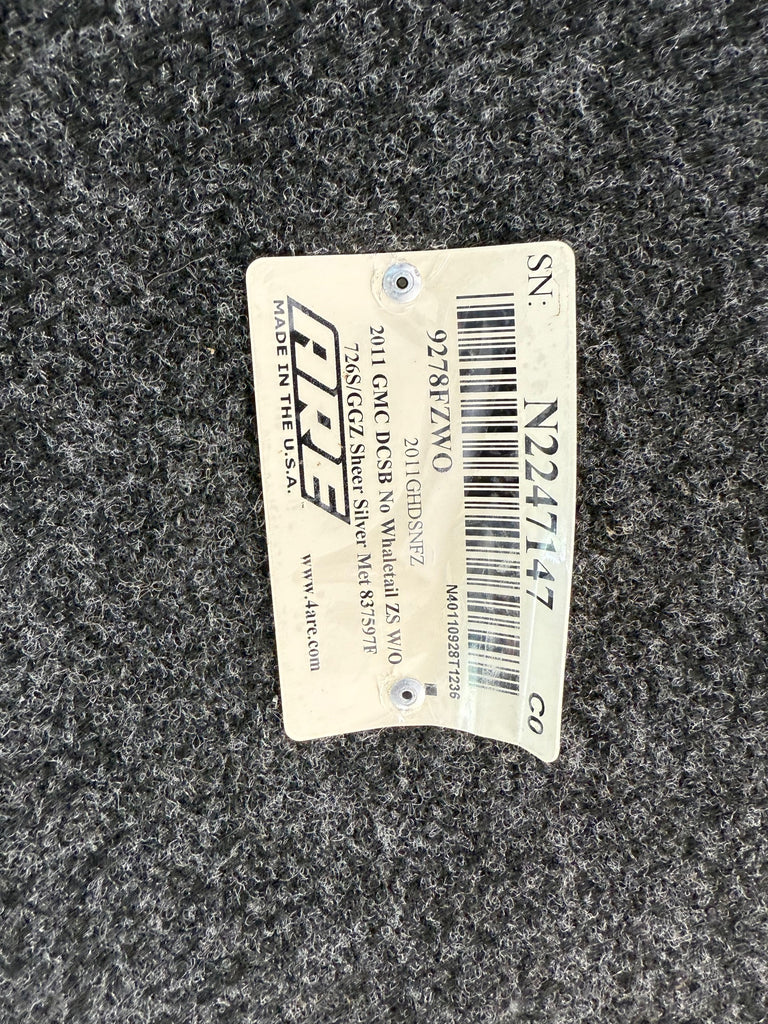 SN: N2247147 C0
N40110928T1236
9278FZWO
2011GHDSNFZ
2011 GMC DCSB No Whaletail ZS W/O
726S/GGZ Sheer Silver Met 837597F
ARE
MADE IN THE U.S.A.
www.4are.com